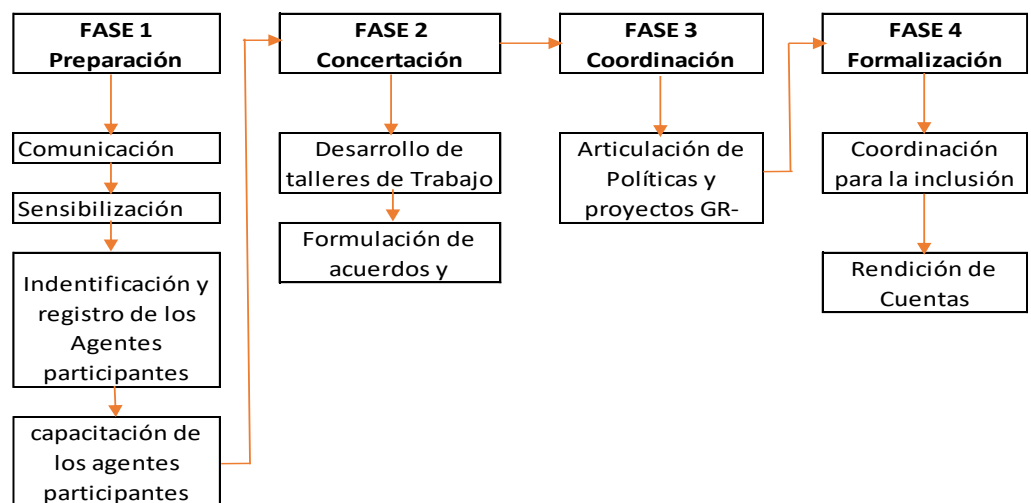 FASE 1
Preparación
Comunicación
Sensibilización
Indentificación y
registro de los
Agentes
participantes
capacitación de
los agentes
participantes
FASE 2
Concertación
Desarrollo de
talleres de Trabajo
Formulación de
acuerdos y
FASE 3
Coordinación
Articulación de
Políticas y
proyectos GR-
FASE 4
Formalización
Coordinación
para la inclusión
Rendición de
Cuentas